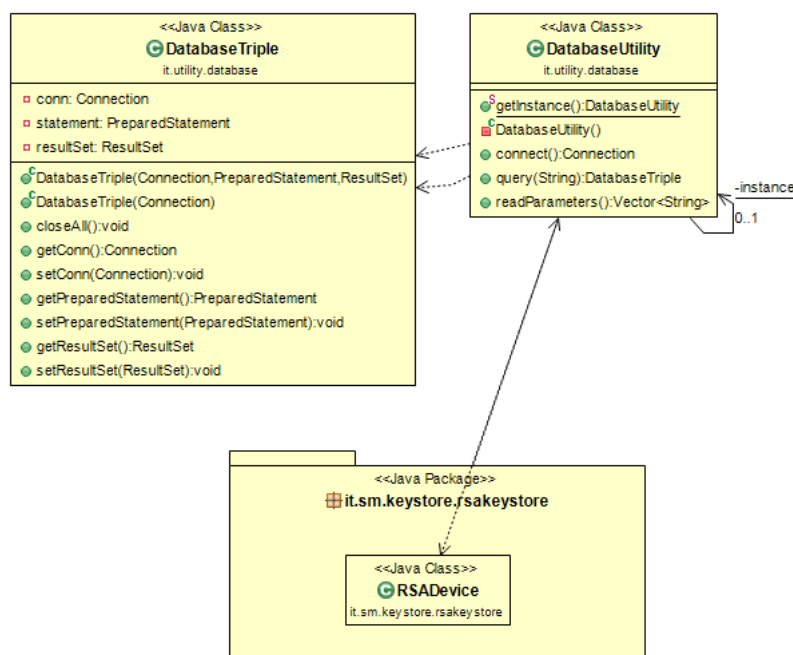 <<Java Class>>
DatabaseTriple
it.utility.database
conn: Connection
statement: PreparedStatement
resultSet: ResultSet
DatabaseTriple(Connection,PreparedStatement,ResultSet)
DatabaseTriple(Connection)
closeAll():void
getConn():Connection
setConn(Connection):void
getPreparedStatement():PreparedStatement
setPreparedStatement(PreparedStatement):void
getResultSet():ResultSet
setResultSet(ResultSet):void
<<Java Class>>
DatabaseUtility
it.utility.database
getInstance():DatabaseUtility
DatabaseUtility()
connect():Connection
query(String):DatabaseTriple
readParameters():Vector<String>
-instance
0..1
<<Java Package>>
it.sm.keystore.rsakeystore
<<Java Class>>
RSADevice
it.sm.keystore.rsakeystore